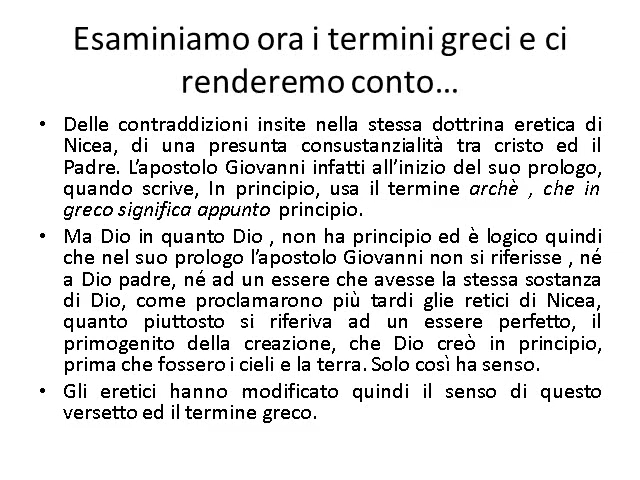 Esaminiamo ora i termini greci e ci
renderemo conto…
• Delle contraddizioni insite nella stessa dottrina eretica di
Nicea, di una presunta consustanzialità tra cristo ed il
Padre. L’apostolo Giovanni infatti all’inizio del suo prologo,
quando scrive, In principio, usa il termine archè , che in
greco significa appunto principio.
• Ma Dio in quanto Dio , non ha principio ed è logico quindi
che nel suo prologo l’apostolo Giovanni non si riferisse , né
a Dio padre, né ad un essere che avesse la stessa sostanza
di Dio, come proclamarono più tardi glie retici di Nicea,
quanto piuttosto si riferiva ad un essere perfetto, il
primogenito della creazione, che Dio creò in principio,
prima che fossero i cieli e la terra. Solo così ha senso.
• Gli eretici hanno modificato quindi il senso di questo
versetto ed il termine greco.